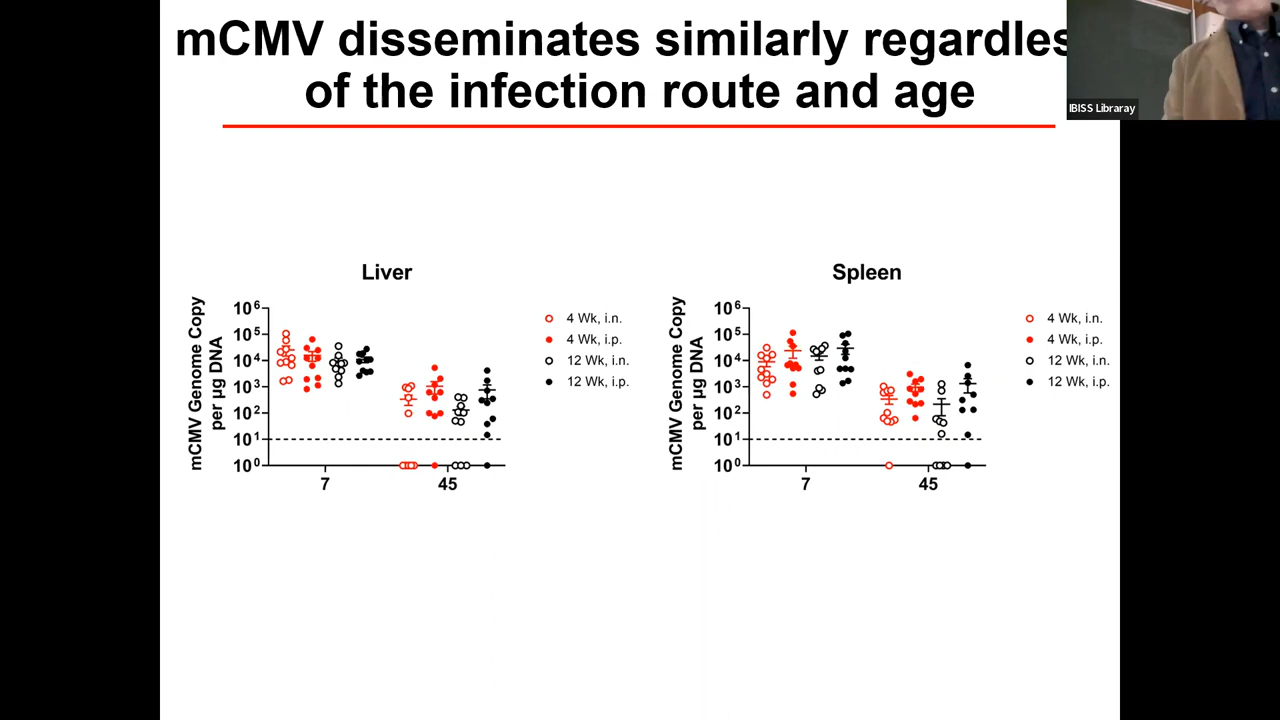 mCMV disseminates similarly regardles
of the infection route and age
IBISS Libraray
Liver
mCMV Genome Copy
per µg DNA
10⁶
10⁵
10⁴
10³
10²
10¹
10⁰
7
45
4 Wk, i.n.
4 Wk, i.p.
12 Wk, i.n.
12 Wk, i.p.
Spleen
mCMV Genome Copy
per µg DNA
10⁶
10⁵
10⁴
10³
10²
10¹
10⁰
7
45
4 Wk, i.n.
4 Wk, i.p.
12 Wk, i.n.
12 Wk, i.p.